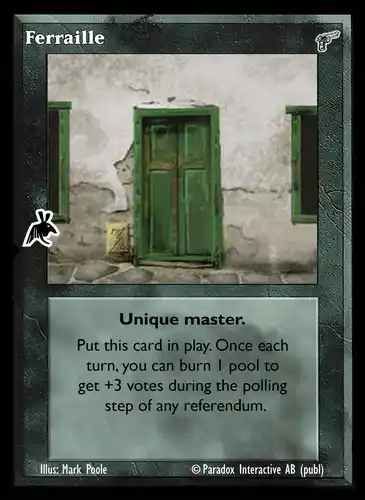 Ferraille
Unique master.
Put this card in play. Once each
turn, you can burn 1 pool to
get +3 votes during the polling
step of any referendum.
Illus: Mark Poole © Paradox Interactive AB (publ)